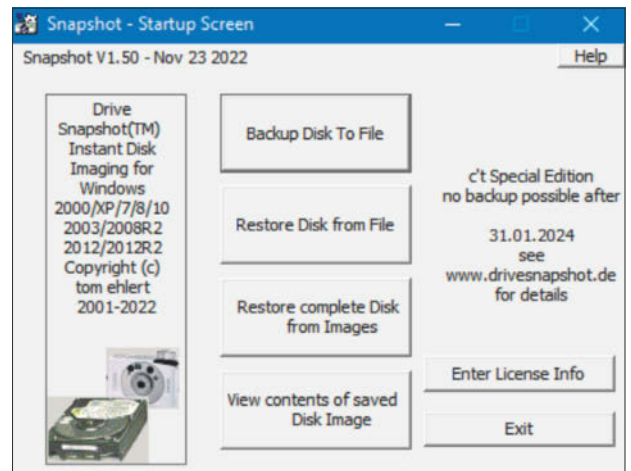 Snapshot - Startup Screen
Snapshot V1.50 - Nov 23 2022
Help
Drive
Snapshot(TM)
Instant Disk
Imaging for
Windows
2000/XP/7/8/10
2003/2008R2
2012/2012R2
Copyright (c)
tom ehlert
2001-2022
Backup Disk To File
Restore Disk from File
Restore complete Disk
from Images
View contents of saved
Disk Image
c't Special Edition
no backup possible after
31.01.2024
see
www.drivesnapshot.de
for details
Enter License Info
Exit